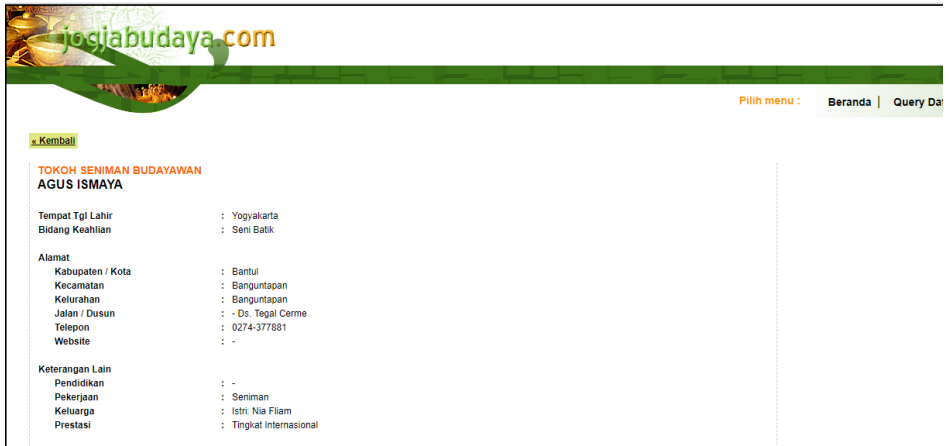 jogjabudaya.com
Pilih menu : Beranda | Query Dat
« Kembali
TOKOH SENIMAN BUDAYAWAN
AGUS ISMAYA
Tempat Tgl Lahir : Yogyakarta
Bidang Keahlian : Seni Batik
Alamat
Kabupaten / Kota : Bantul
Kecamatan : Banguntapan
Kelurahan : Banguntapan
Jalan / Dusun : - Ds. Tegal Cerme
Telepon : 0274-377881
Website : -
Keterangan Lain
Pendidikan : -
Pekerjaan : Seniman
Keluarga : Istri: Nia Fliam
Prestasi : Tingkat Internasional